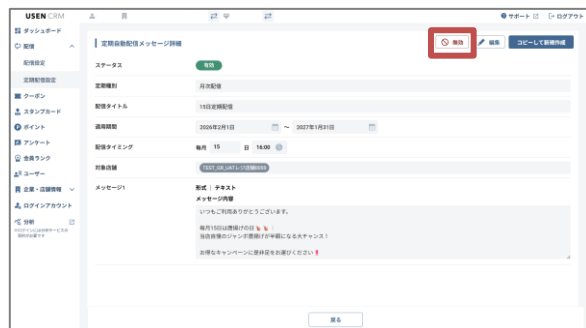 USEN CRM
サポート
ログアウト
ダッシュボード
配信
配信設定
定期配信設定
クーポン
スタンプカード
ポイント
アンケート
会員ランク
ユーザー
企業・店舗情報
ログインアカウント
分析
定期自動配信メッセージ詳細
無効
編集
コピーして新規作成
ステータス
有効
定期種別
月次配信
配信タイトル
15日定期配信
適用期間
2026年2月1日 ～ 2027年1月31日
配信タイミング
毎月 15 日 16:00
対象店舗
メッセージ1
形式 | テキスト
メッセージ内容
いつもご利用ありがとうございます。
毎月15日は唐揚げの日🍗🍗
当店自慢のジャンボ唐揚げが半額になる大チャンス！
お得なキャンペーンに是非足をお運びください❣
戻る